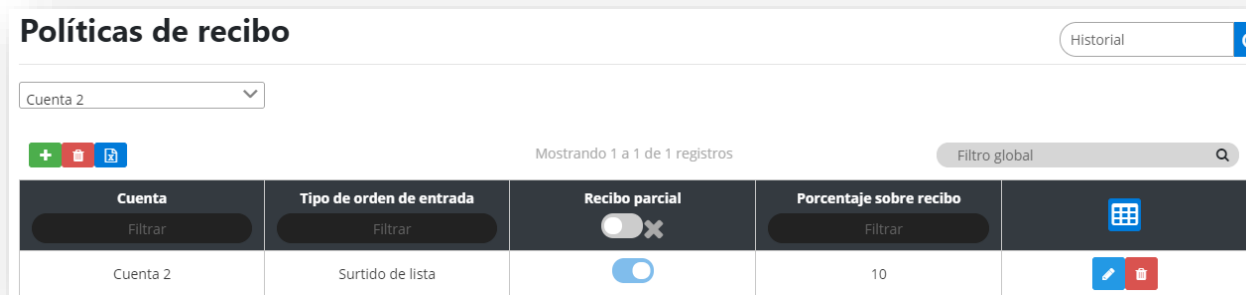 Políticas de recibo
Historial
Cuenta 2
Mostrando 1 a 1 de 1 registros
Filtro global
Cuenta Tipo de orden de entrada Recibo parcial Porcentaje sobre recibo
Filtrar Filtrar Filtrar
Cuenta 2 Surtido de lista 10